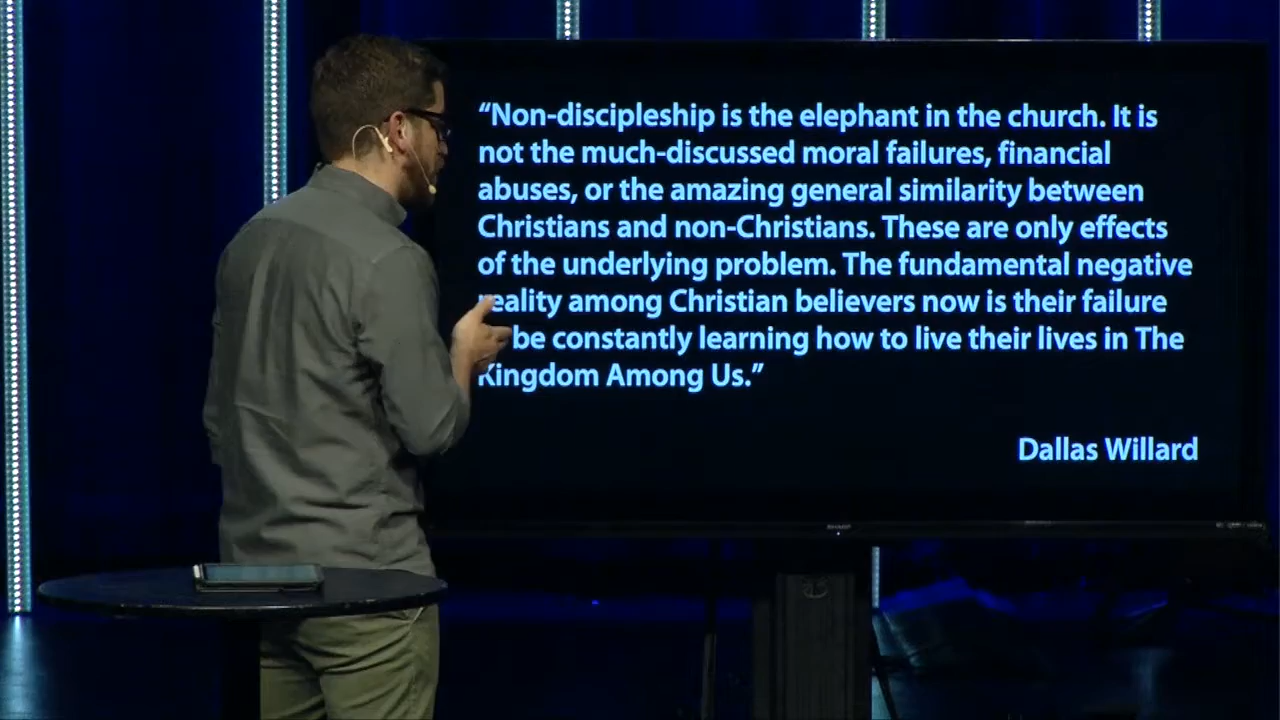 “Non-discipleship is the elephant in the church. It is
not the much-discussed moral failures, financial
abuses, or the amazing general similarity between
Christians and non-Christians. These are only effects
of the underlying problem. The fundamental negative
reality among Christian believers now is their failure
be constantly learning how to live their lives in The
Kingdom Among Us.”
Dallas Willard
SHARP